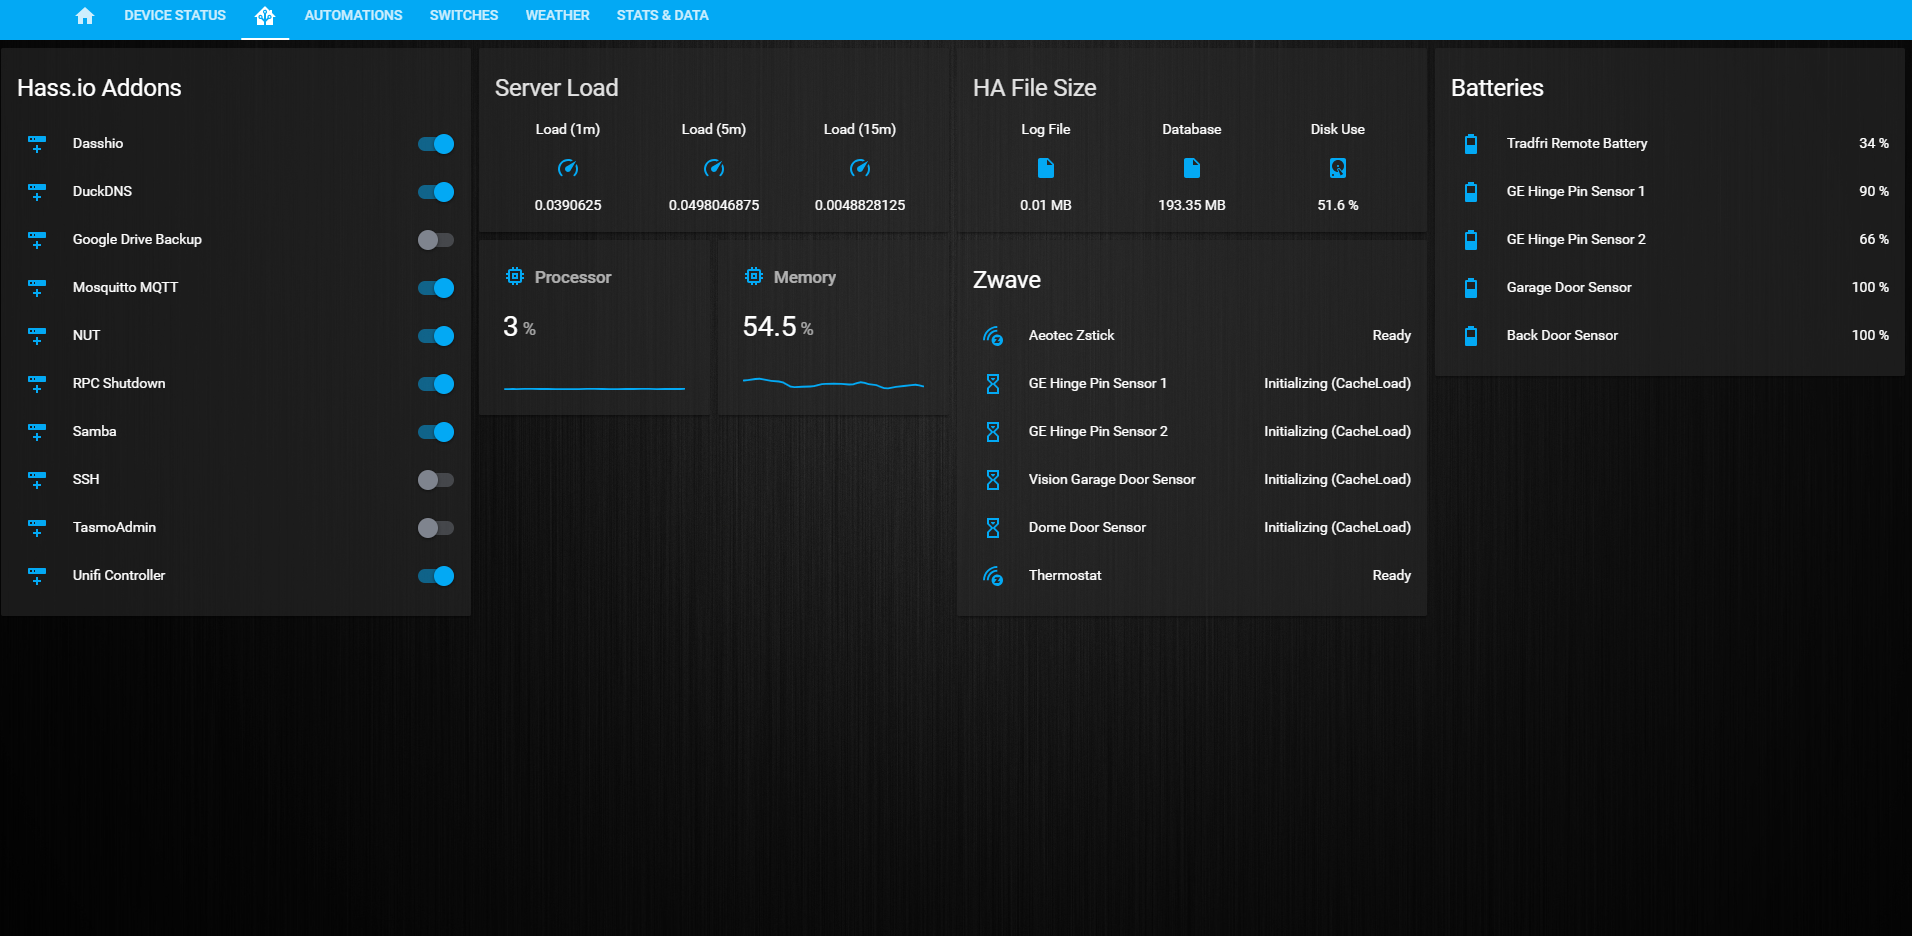 DEVICE STATUS
AUTOMATIONS
SWITCHES
WEATHER
STATS & DATA
Hass.io Addons
Dasshio
DuckDNS
Google Drive Backup
Mosquitto MQTT
NUT
RPC Shutdown
Samba
SSH
TasmoAdmin
Unifi Controller
Server Load
Load (1m) Load (5m) Load (15m)
0.0390625 0.0498046875 0.0048828125
Processor
3 %
Memory
54.5 %
HA File Size
Log File Database Disk Use
0.01 MB 193.35 MB 51.6 %
Zwave
Aeotec Zstick Ready
GE Hinge Pin Sensor 1 Initializing (CacheLoad)
GE Hinge Pin Sensor 2 Initializing (CacheLoad)
Vision Garage Door Sensor Initializing (CacheLoad)
Dome Door Sensor Initializing (CacheLoad)
Thermostat Ready
Batteries
Tradfri Remote Battery 34 %
GE Hinge Pin Sensor 1 90 %
GE Hinge Pin Sensor 2 66 %
Garage Door Sensor 100 %
Back Door Sensor 100 %